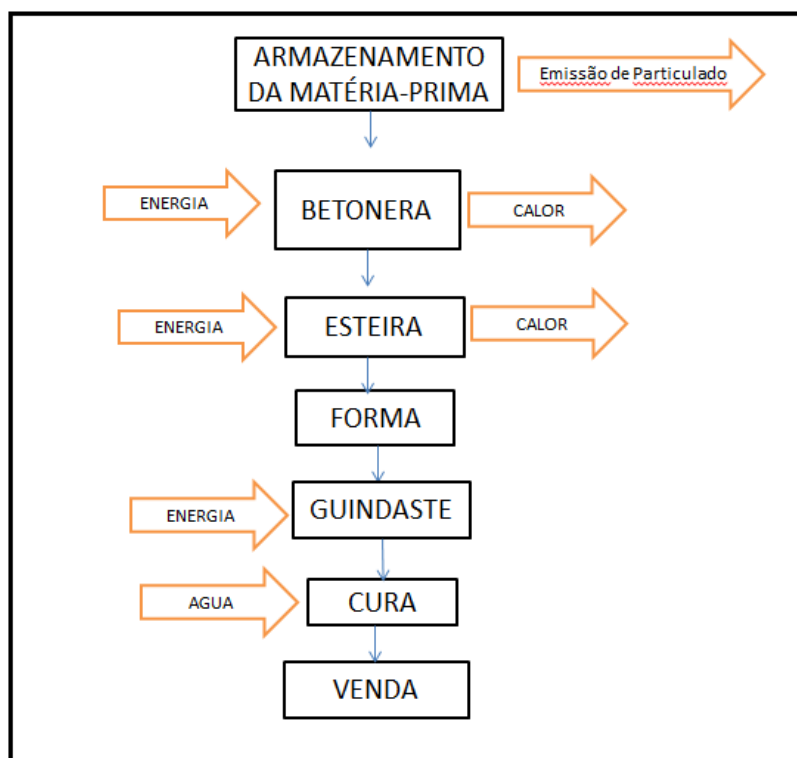 ARMAZENAMENTO
DA MATÉRIA-PRIMA
Emissão de Particulado
ENERGIA
BETONERA
CALOR
ENERGIA
ESTEIRA
CALOR
FORMA
ENERGIA
GUINDASTE
AGUA
CURA
VENDA